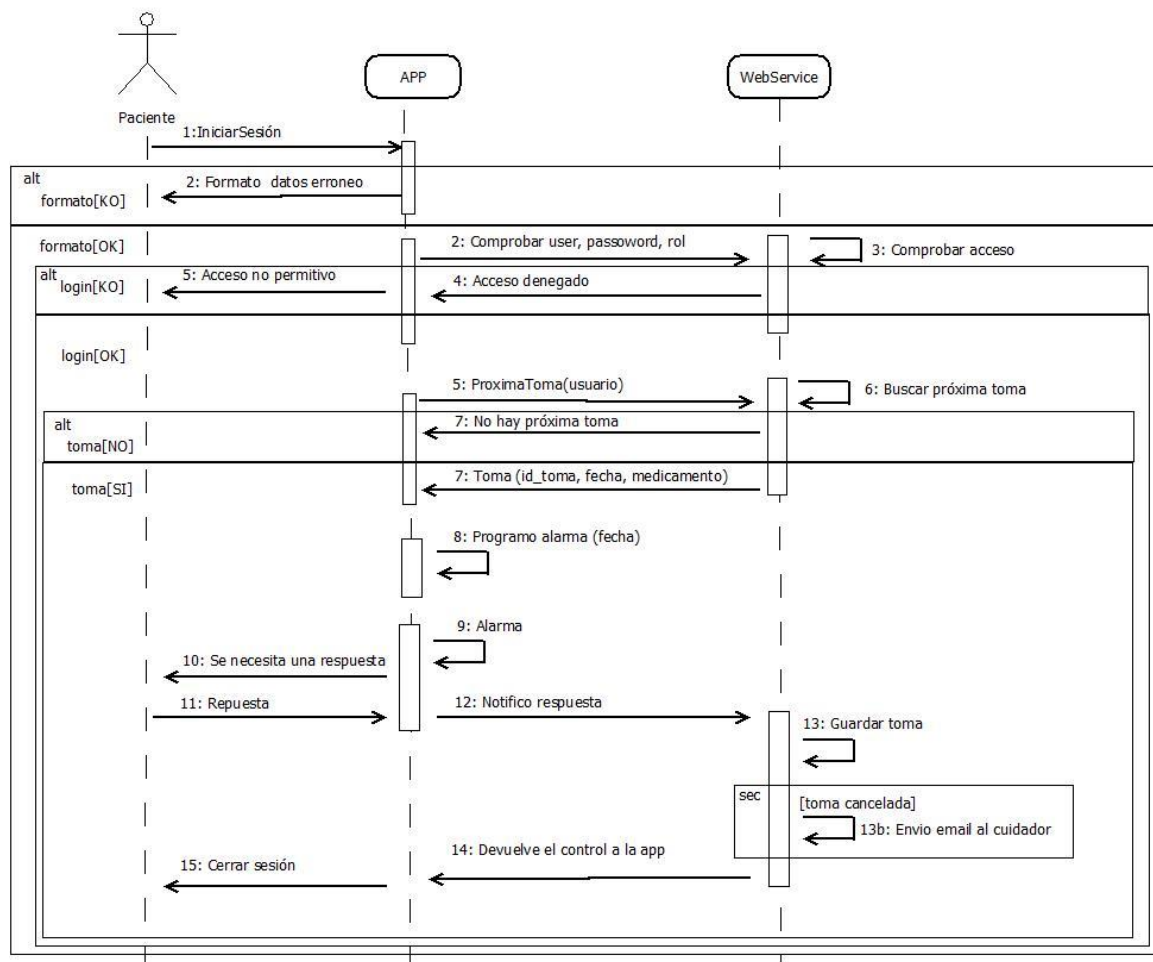 APP
WebService
Paciente
1:IniciarSesión
alt
2: Formato datos erroneo
formato[KO]
formato[OK]
2: Comprobar user, passoword, rol
3: Comprobar acceso
alt
5: Acceso no permitivo
4: Acceso denegado
login[KO]
login[OK]
5: ProximaToma(usuario)
6: Buscar próxima toma
alt
7: No hay próxima toma
toma[NO]
7: Toma (id_toma, fecha, medicamento)
toma[SI]
8: Programo alarma (fecha)
9: Alarma
10: Se necesita una respuesta
11: Repuesta
12: Notifico respuesta
13: Guardar toma
sec
[toma cancelada]
13b: Envio email al cuidador
14: Devuelve el control a la app
15: Cerrar sesión